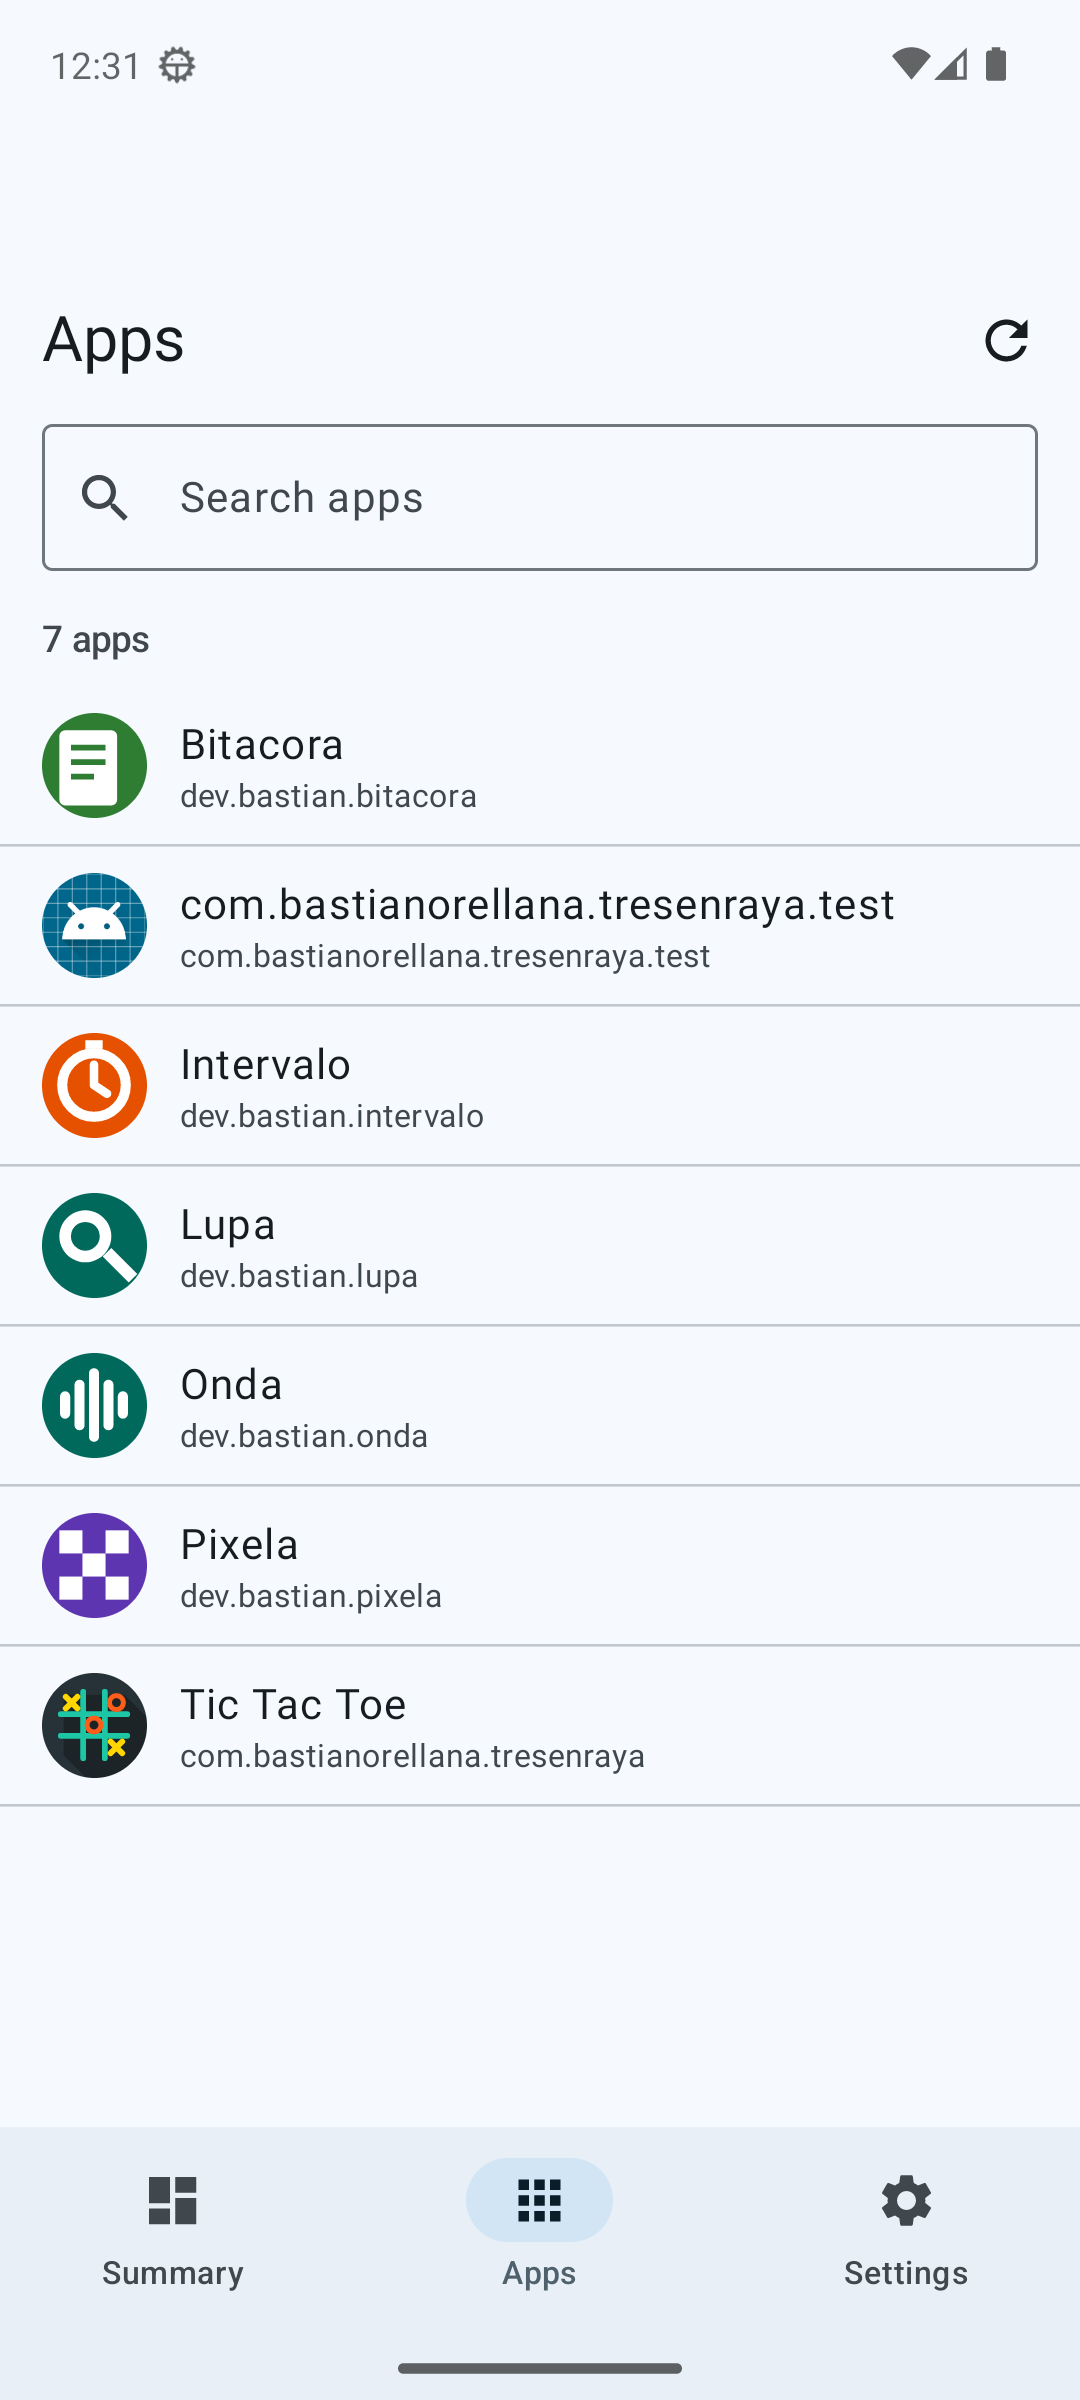 12:31
Apps
Search apps
7 apps
Bitacora
dev.bastian.bitacora
com.bastianorellana.tresenraya.test
com.bastianorellana.tresenraya.test
Intervalo
dev.bastian.intervalo
Lupa
dev.bastian.lupa
Onda
dev.bastian.onda
Pixela
dev.bastian.pixela
Tic Tac Toe
com.bastianorellana.tresenraya
Summary
Apps
Settings